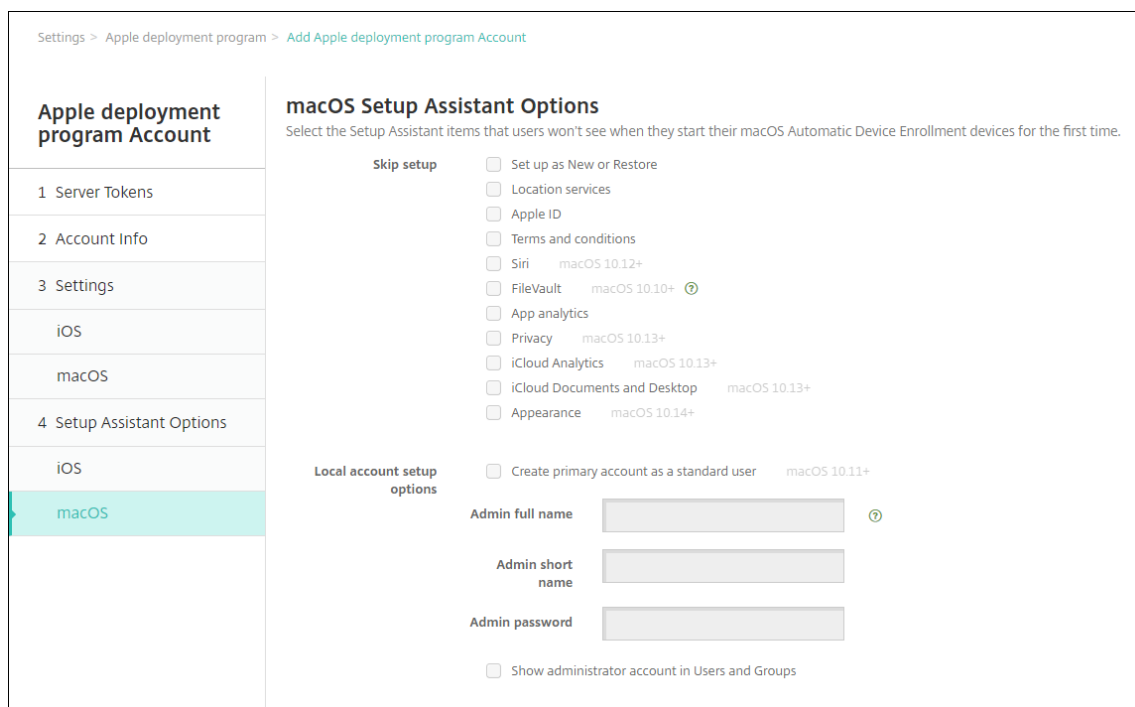 Settings > Apple deployment program > Add Apple deployment program Account
Apple deployment
program Account
1 Server Tokens
2 Account Info
3 Settings
iOS
macOS
4 Setup Assistant Options
iOS
macOS
macOS Setup Assistant Options
Select the Setup Assistant items that users won't see when they start their macOS Automatic Device Enrollment devices for the first time.
Skip setup
Set up as New or Restore
Location services
Apple ID
Terms and conditions
Siri macOS 10.12+
FileVault macOS 10.10+ ?
App analytics
Privacy macOS 10.13+
iCloud Analytics macOS 10.13+
iCloud Documents and Desktop macOS 10.13+
Appearance macOS 10.14+
Local account setup
options
Create primary account as a standard user macOS 10.11+
Admin full name ?
Admin short
name
Admin password
Show administrator account in Users and Groups